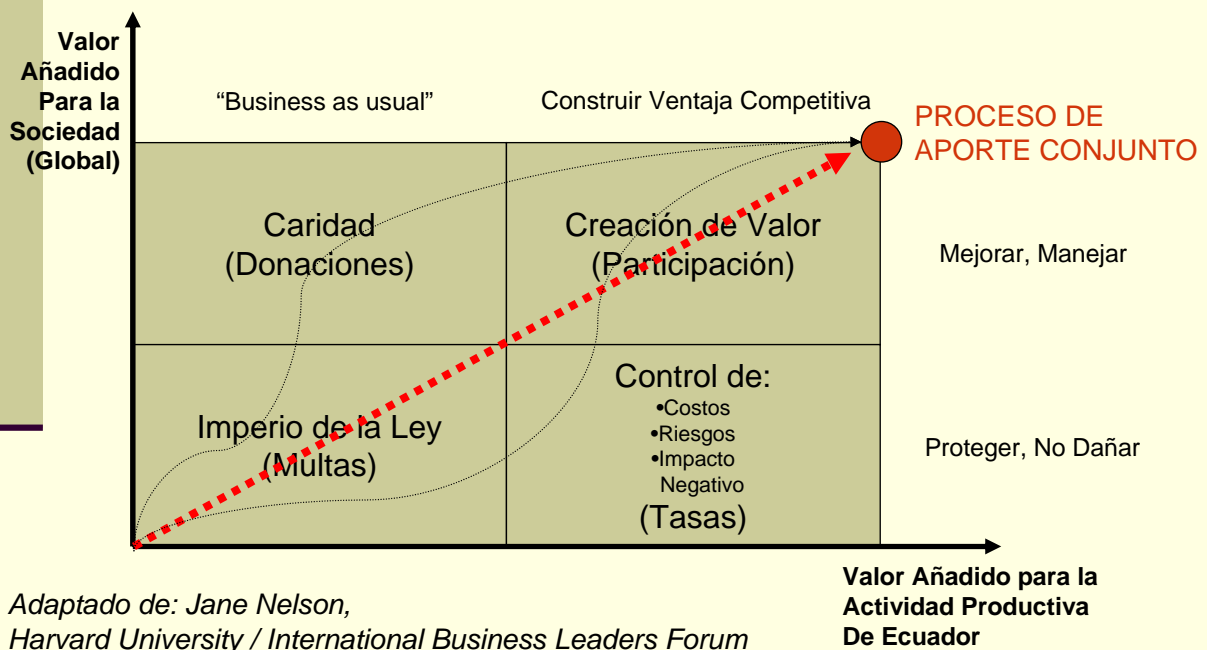 Valor
Añadido
Para la
Sociedad
(Global)
“Business as usual”
Construir Ventaja Competitiva
PROCESO DE
APORTE CONJUNTO
Caridad
(Donaciones)
Creación de Valor
(Participación)
Mejorar, Manejar
Imperio de la Ley
(Multas)
Control de:
•Costos
•Riesgos
•Impacto
Negativo
(Tasas)
Proteger, No Dañar
Valor Añadido para la
Actividad Productiva
De Ecuador
Adaptado de: Jane Nelson,
Harvard University / International Business Leaders Forum